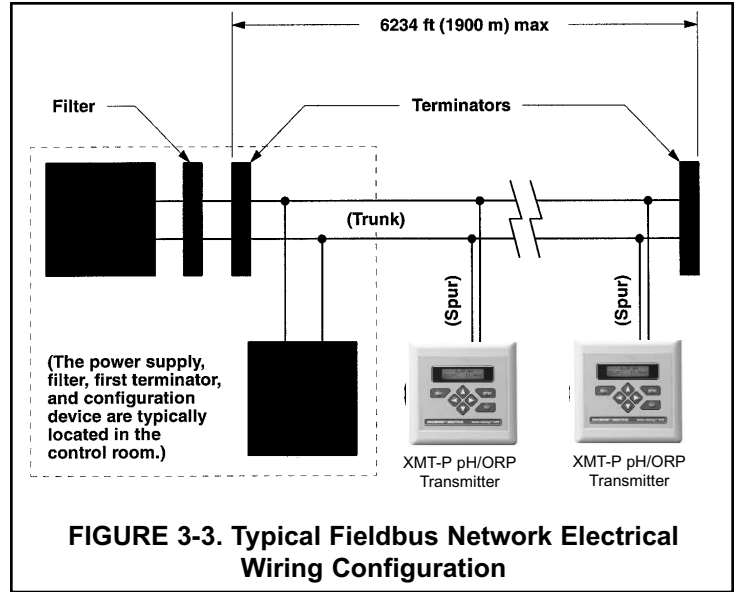 6234 ft (1900 m) max
Filter
Terminators
(Trunk)
(Spur)
(Spur)
(The power supply,
filter, first terminator,
and configuration
device are typically
located in the
control room.)
XMT-P pH/ORP
Transmitter
XMT-P pH/ORP
Transmitter
FIGURE 3-3. Typical Fieldbus Network Electrical
Wiring Configuration